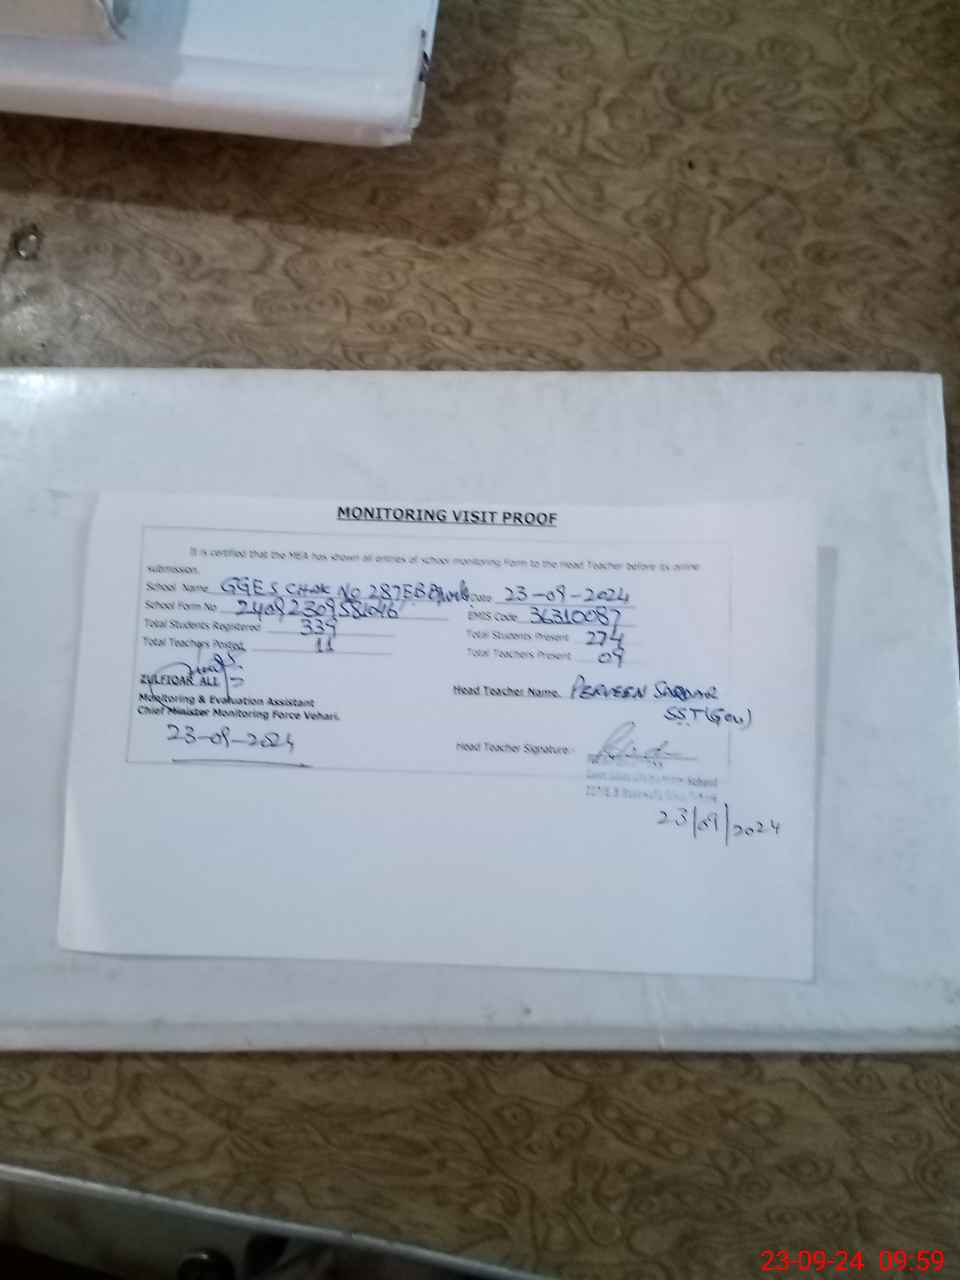 MONITORING VISIT PROOF
It is certified that the MEA has shown all entries of school monitoring Form to the Head Teacher before its online
submission.
School Name GGES Chak No 287EB Date 23-09-2024
School Form No 24092309581046 EMIS Code 36310087
Total Students Registered 339 Total Students Present 274
Total Teachers Posted 11 Total Teachers Present 09
ZULFIQAR ALI
Monitoring & Evaluation Assistant
Chief Minister Monitoring Force Vehari.
23-09-2024
Head Teacher Name. PERVEEN SARDAR
SST(Gen)
Head Teacher Signature:-
School
23/09/2024
23-09-24 09:59